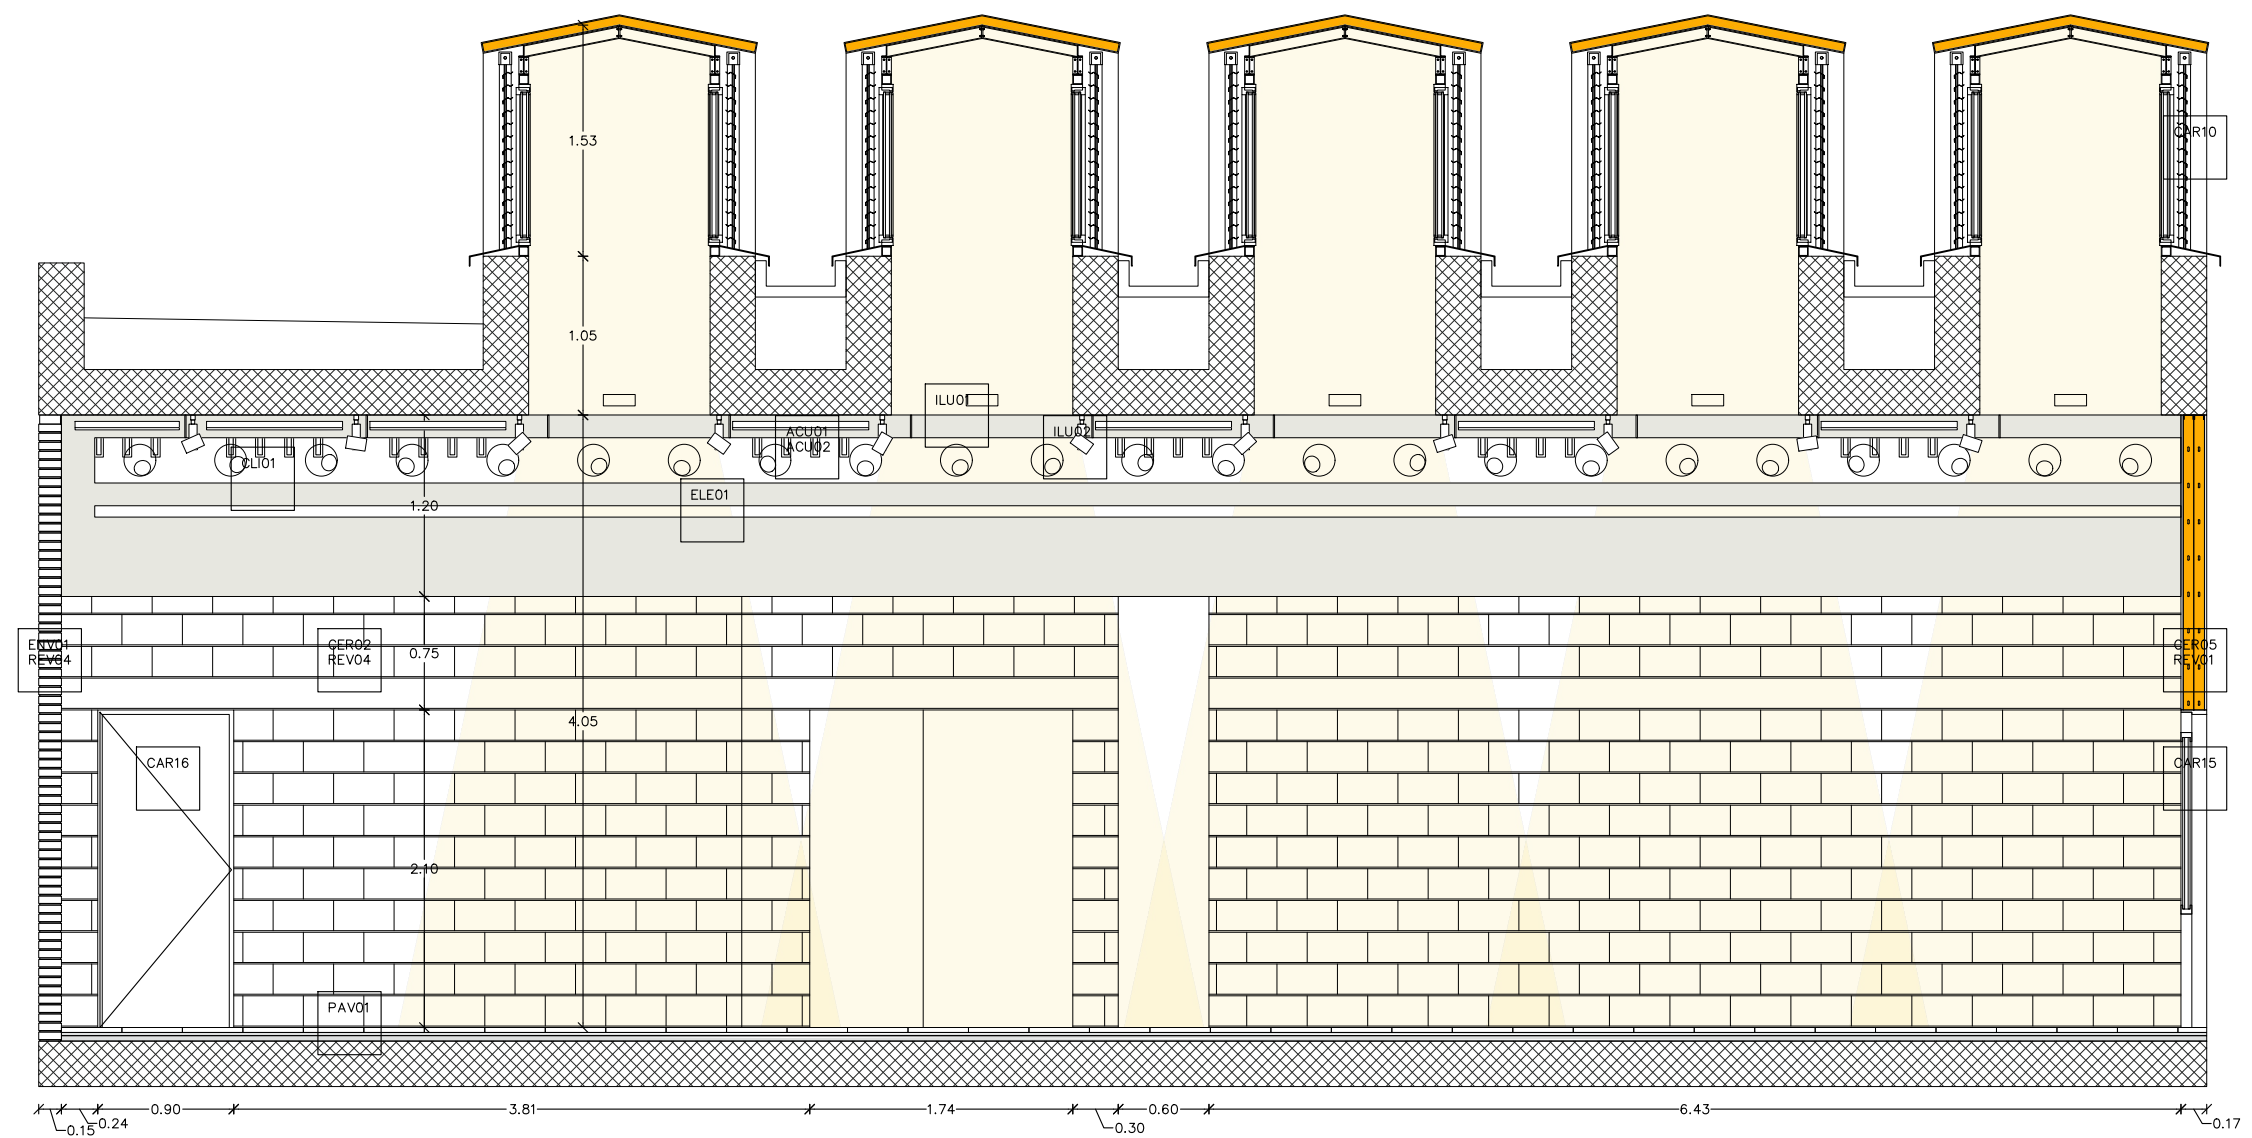 CAR10
1.53
1.05
ILU01
ACU01
ACU02
ILU02
CLI01
ELE01
1.20
ENV01
REV04
CER02
REV04
0.75
CER05
REV01
4.05
CAR16
CAR15
2.10
PAV01
0.90
3.81
1.74
0.60
6.43
0.15
0.24
0.30
0.17